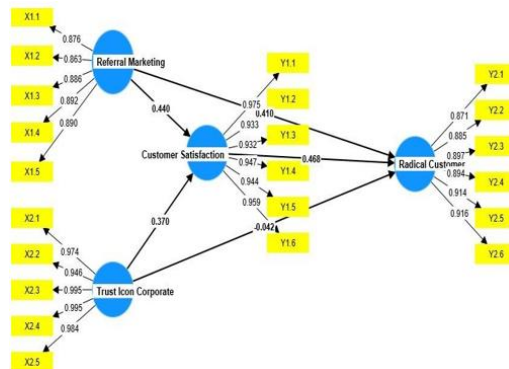 X1.1
0.876
X1.2
0.863
Referral Marketing
X1.3
0.886
X1.4
0.892
X1.5
0.890
0.440
Y1.1
0.975
Y1.2
0.410
0.933
Y1.3
0.932
Customer Satisfaction
0.468
0.947
Y1.4
0.944
Y1.5
0.959
-0.042
Y1.6
0.370
Y2.1
0.871
Y2.2
0.885
Radical Customer
0.897
Y2.3
0.894
Y2.4
0.914
Y2.5
0.916
Y2.6
X2.1
0.974
X2.2
0.946
X2.3
0.995
Trust Icon Corporate
X2.4
0.995
0.984
X2.5